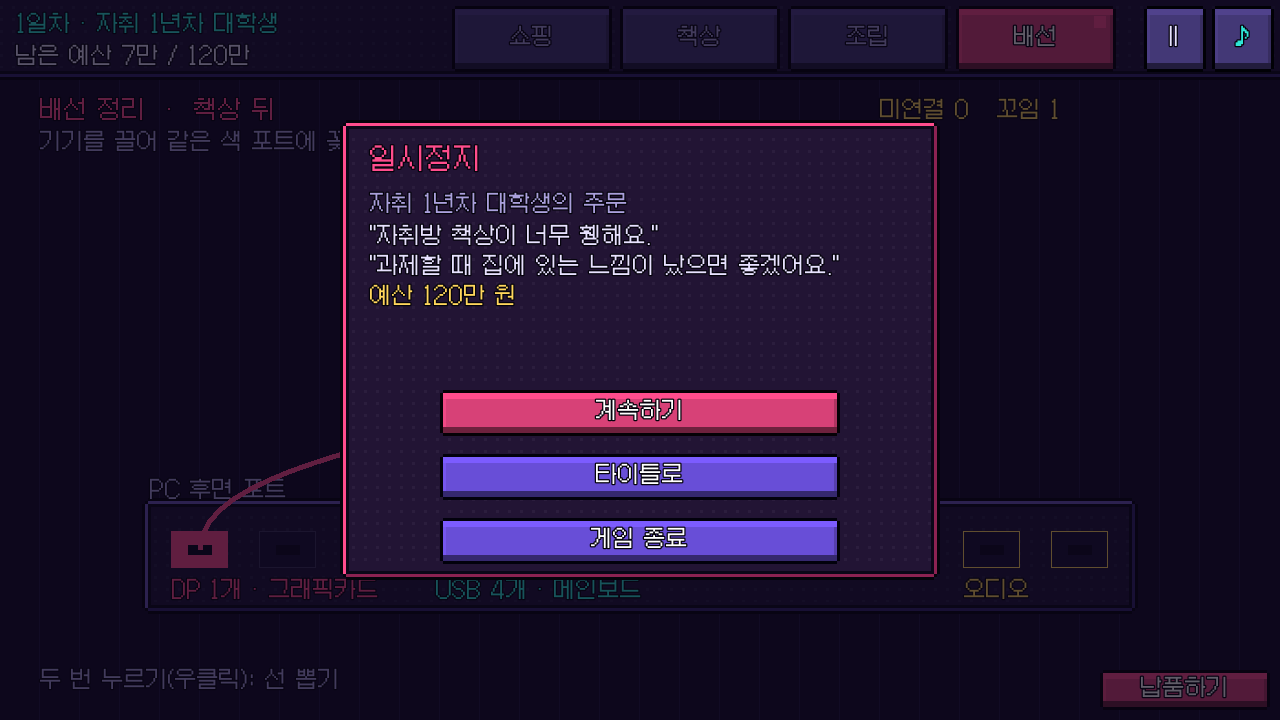 1일차 · 자취 1년차 대학생
남은 예산 7만 / 120만
쇼핑
책상
조립
배선
배선 정리 · 책상 뒤
미연결 0 꼬임 1
기기를 끌어 같은 색 포트에
일시정지
자취 1년차 대학생의 주문
"자취방 책상이 너무 휑해요."
"과제할 때 집에 있는 느낌이 났으면 좋겠어요."
예산 120만 원
계속하기
타이틀로
게임 종료
PC 후면 포트
DP 1개 · 그래픽카드
USB 4개 · 메인보드
오디오
두 번 누르기(우클릭): 선 뽑기
납품하기